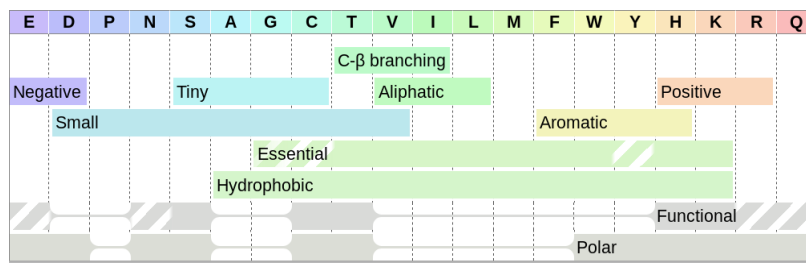 E D P N S A G C T V I L M F W Y H K R Q
C-β branching
Negative Tiny Aliphatic Positive
Small Aromatic
Essential
Hydrophobic
Functional
Polar